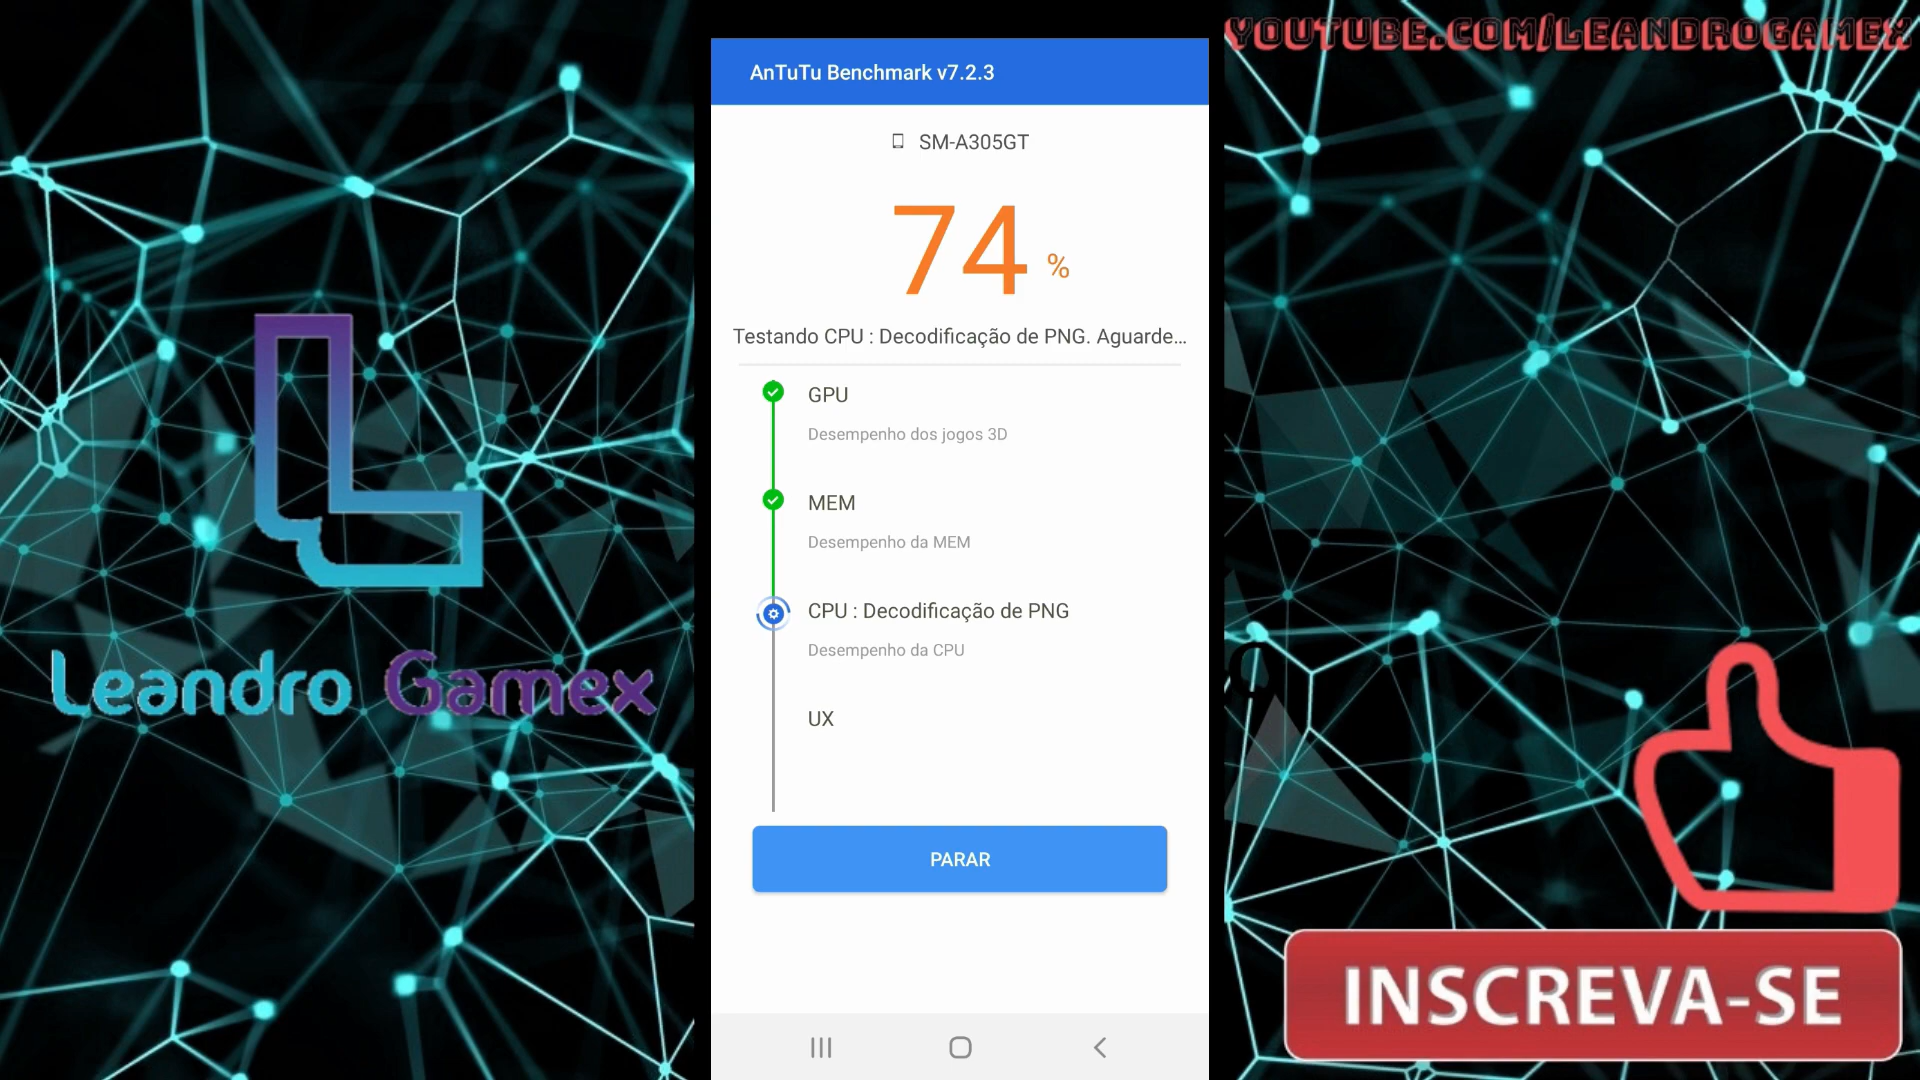 YOUTUBE.COM/LEANDROGAMEX
AnTuTu Benchmark v7.2.3
SM-A305GT
74 %
Testando CPU : Decodificação de PNG. Aguarde...
GPU
Desempenho dos jogos 3D
MEM
Desempenho da MEM
CPU : Decodificação de PNG
Desempenho da CPU
UX
PARAR
Leandro Gamex
INSCREVA-SE